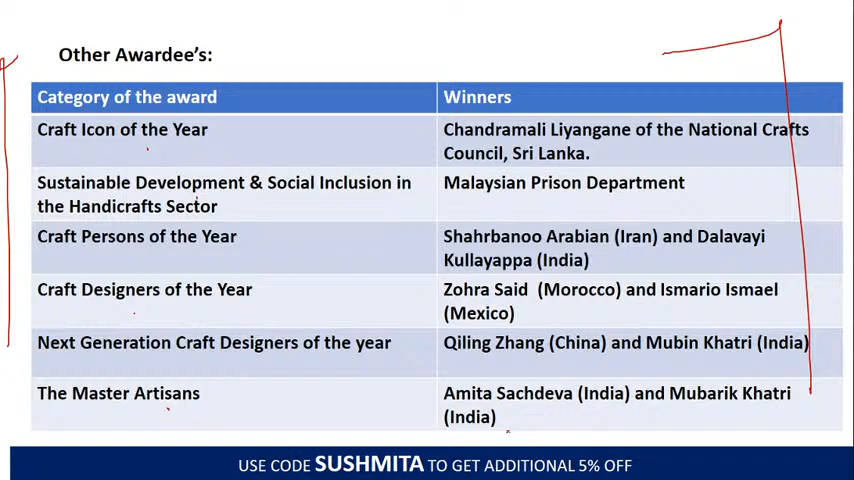 Other Awardee's:
Category of the award
Winners
Craft Icon of the Year
Chandramali Liyangane of the National Crafts
Council, Sri Lanka.
Sustainable Development & Social Inclusion in
the Handicrafts Sector
Malaysian Prison Department
Craft Persons of the Year
Shahrbanoo Arabian (Iran) and Dalavayi
Kullayappa (India)
Craft Designers of the Year
Zohra Said (Morocco) and Ismario Ismael
(Mexico)
Next Generation Craft Designers of the year
Qiling Zhang (China) and Mubin Khatri (India)
The Master Artisans
Amita Sachdeva (India) and Mubarik Khatri
(India)
USE CODE SUSHMITA TO GET ADDITIONAL 5% OFF